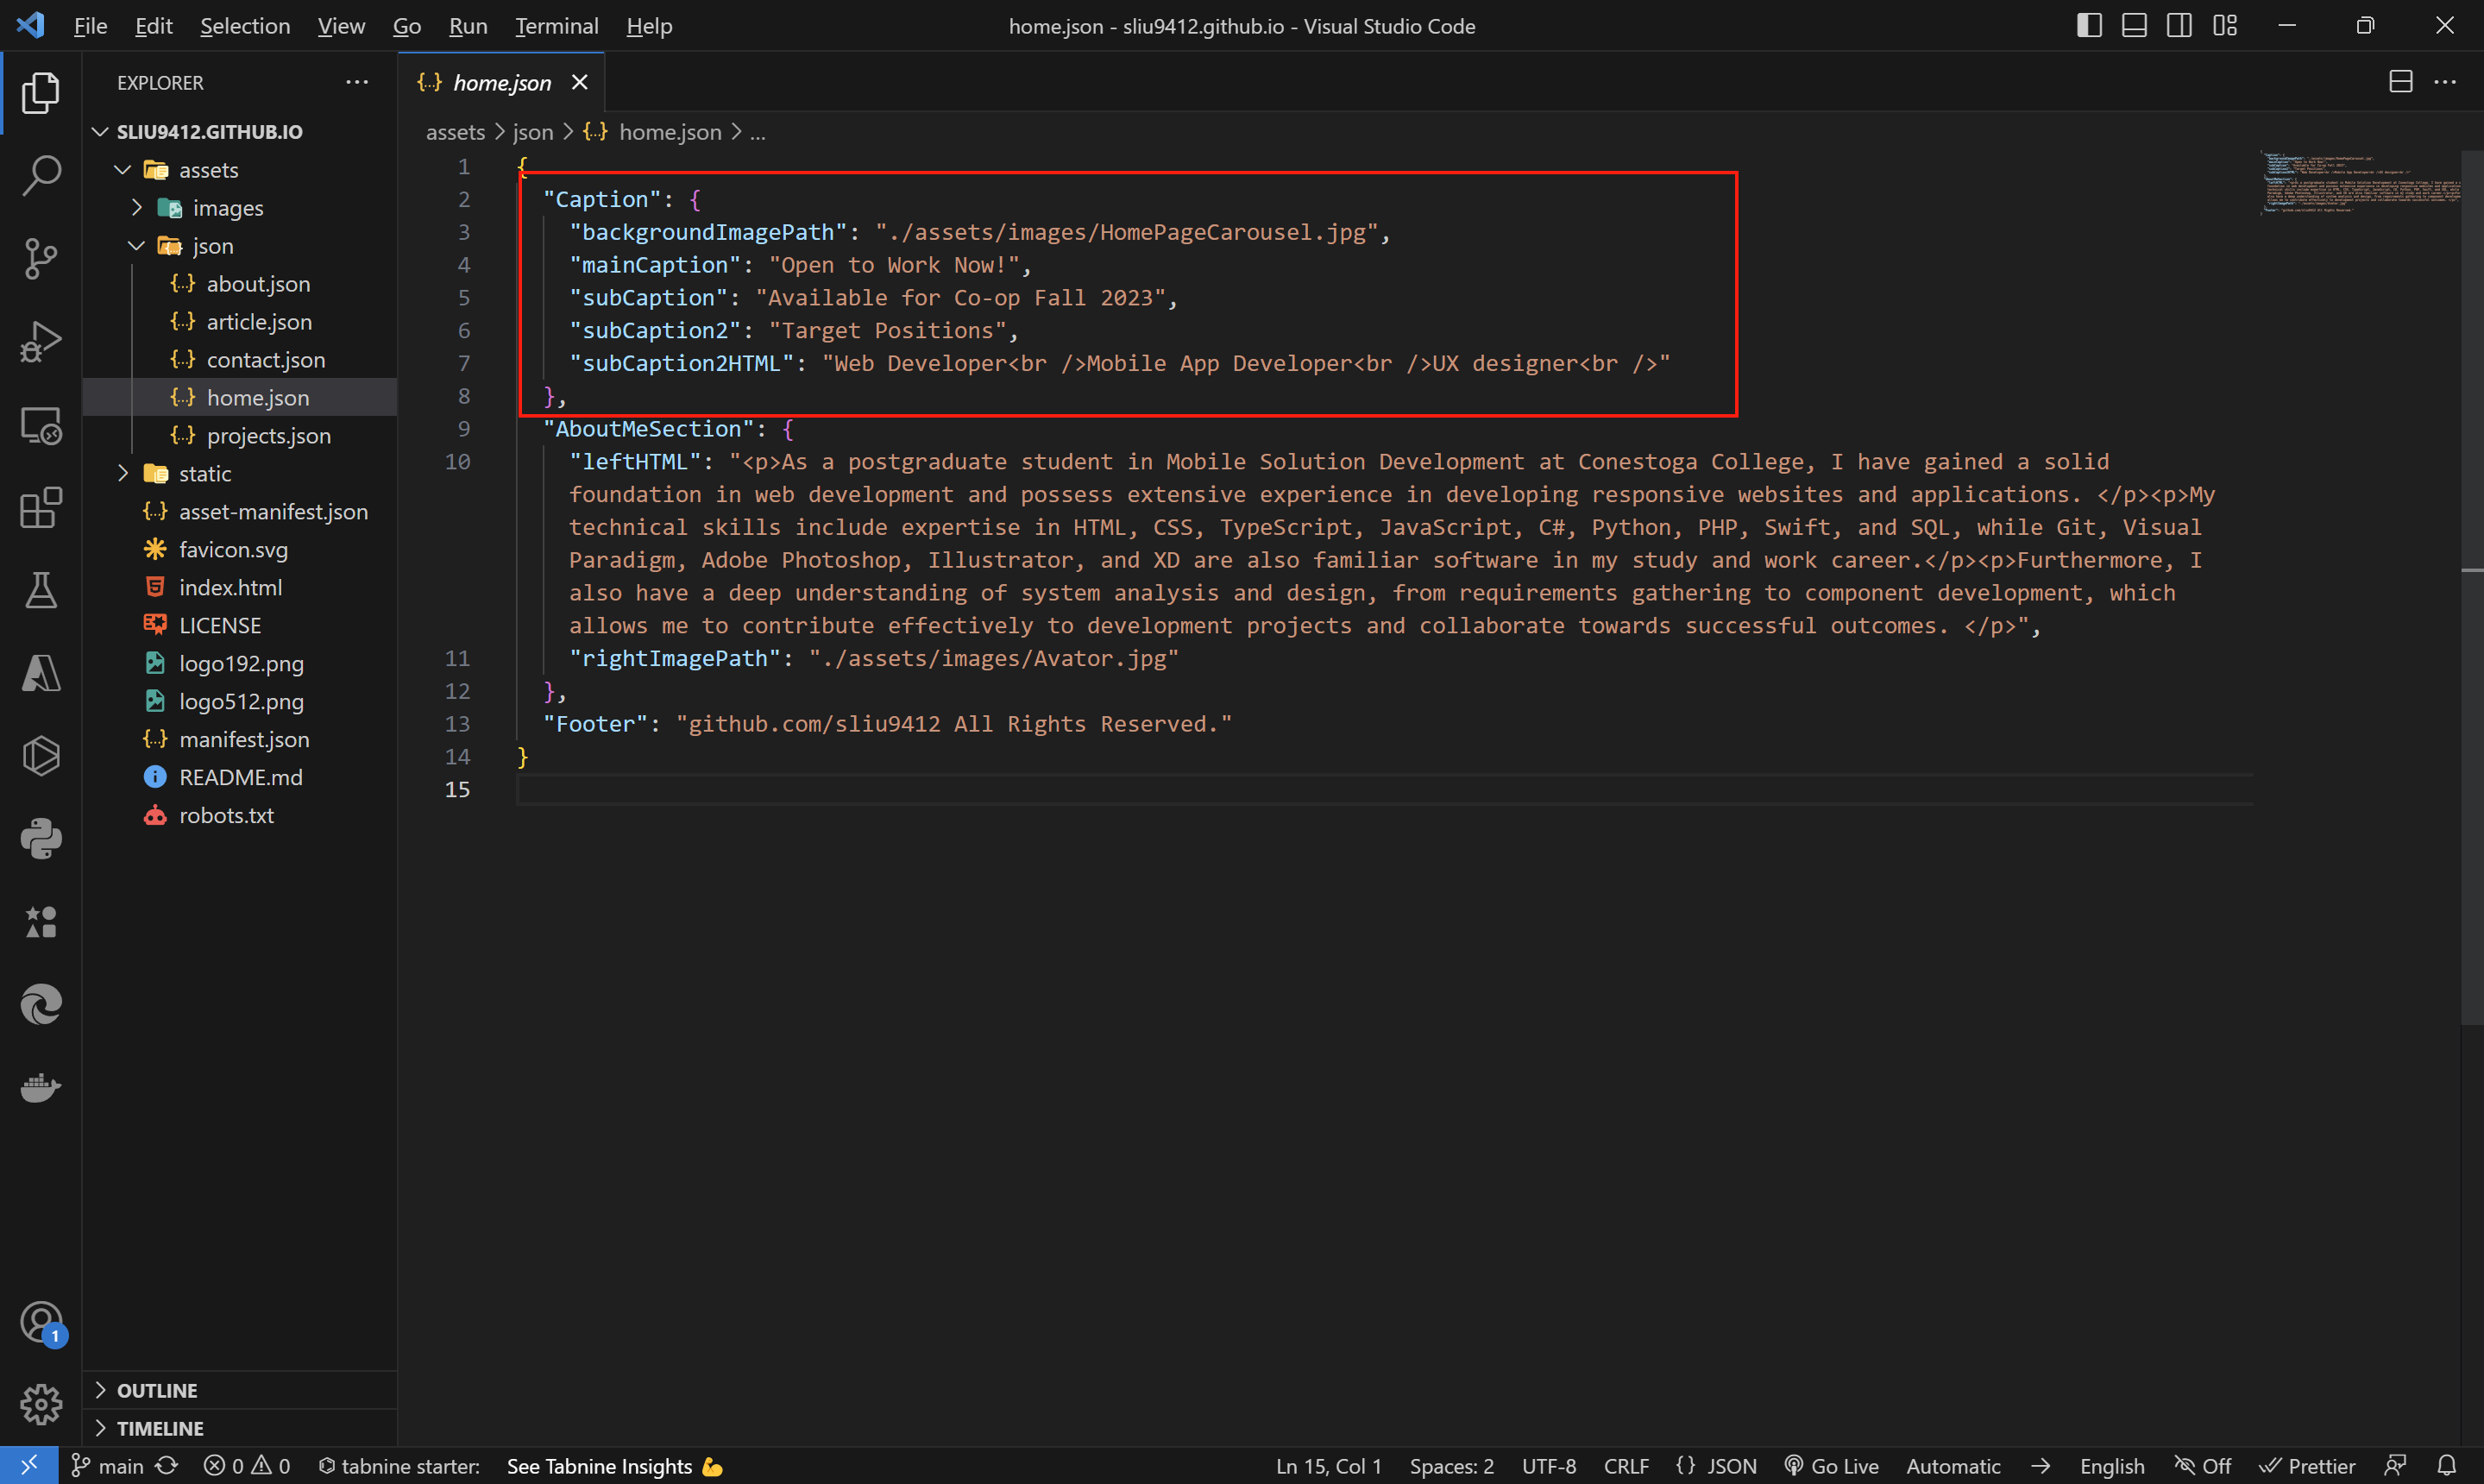 File Edit Selection View Go Run Terminal Help
home.json - sliu9412.github.io - Visual Studio Code
EXPLORER
SLIU9412.GITHUB.IO
assets
images
json
about.json
article.json
contact.json
home.json
projects.json
static
asset-manifest.json
favicon.svg
index.html
LICENSE
logo192.png
logo512.png
manifest.json
README.md
robots.txt
OUTLINE
TIMELINE
home.json
assets > json > {..} home.json > ...
1 {
2 "Caption": {
3 "backgroundImagePath": "./assets/images/HomePageCarousel.jpg",
4 "mainCaption": "Open to Work Now!",
5 "subCaption": "Available for Co-op Fall 2023",
6 "subCaption2": "Target Positions",
7 "subCaption2HTML": "Web Developer<br />Mobile App Developer<br />UX designer<br />"
8 },
9 "AboutMeSection": {
10 "leftHTML": "<p>As a postgraduate student in Mobile Solution Development at Conestoga College, I have gained a solid
foundation in web development and possess extensive experience in developing responsive websites and applications. </p><p>My
technical skills include expertise in HTML, CSS, TypeScript, JavaScript, C#, Python, PHP, Swift, and SQL, while Git, Visual
Paradigm, Adobe Photoshop, Illustrator, and XD are also familiar software in my study and work career.</p><p>Furthermore, I
also have a deep understanding of system analysis and design, from requirements gathering to component development, which
allows me to contribute effectively to development projects and collaborate towards successful outcomes. </p>",
11 "rightImagePath": "./assets/images/Avator.jpg"
12 },
13 "Footer": "github.com/sliu9412 All Rights Reserved."
14 }
15
1
main 0 0 tabnine starter: See Tabnine Insights Ln 15, Col 1 Spaces: 2 UTF-8 CRLF {} JSON Go Live Automatic English Off Prettier